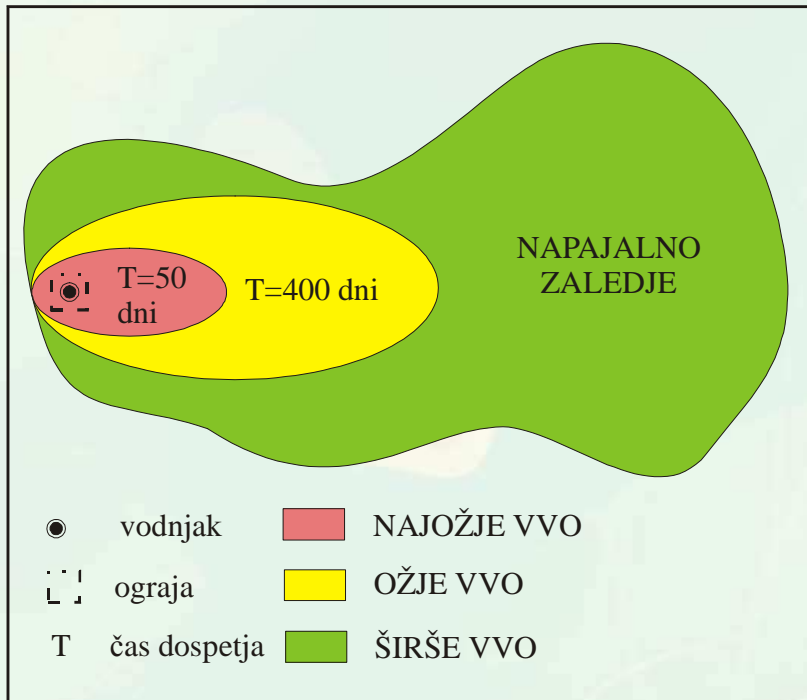 NAPAJALNO
ZALEDJE
T=50
dni
T=400 dni
vodnjak
NAJOŽJE VVO
ograja
OŽJE VVO
T
čas dospetja
ŠIRŠE VVO